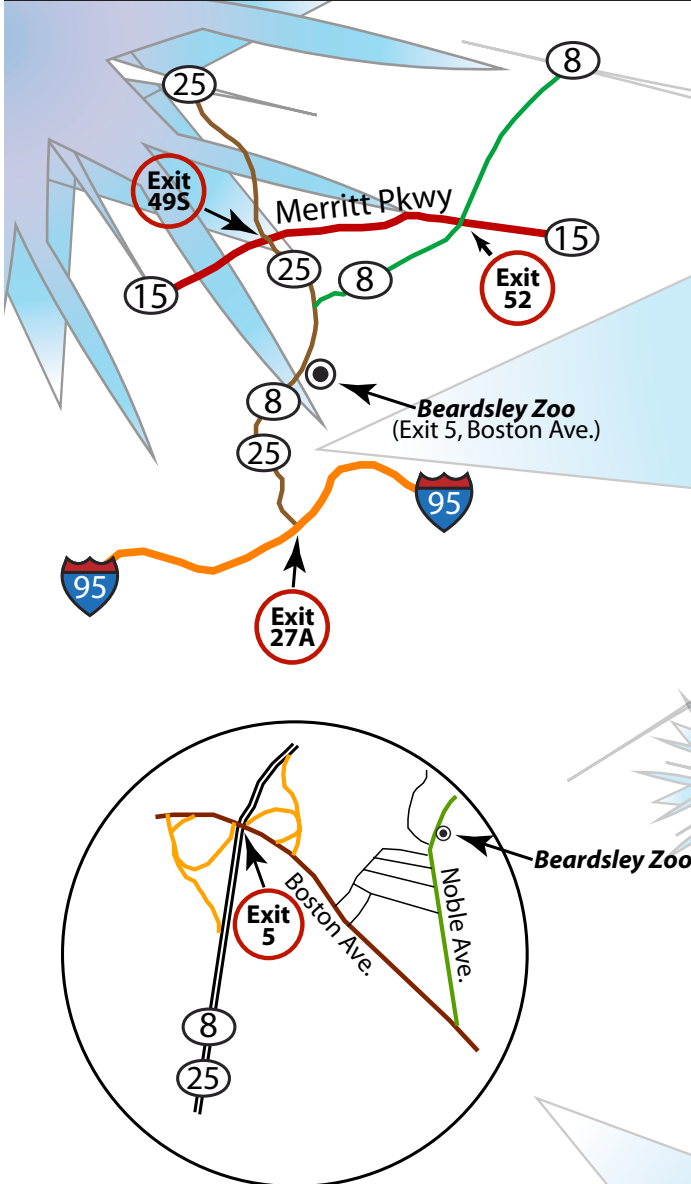 8
25
Exit
49S
Merritt Pkwy
15
25
8
Exit
52
15
8
Beardsley Zoo
(Exit 5, Boston Ave.)
25
95
95
Exit
27A
Beardsley Zoo
Boston Ave.
Noble Ave.
Exit
5
8
25